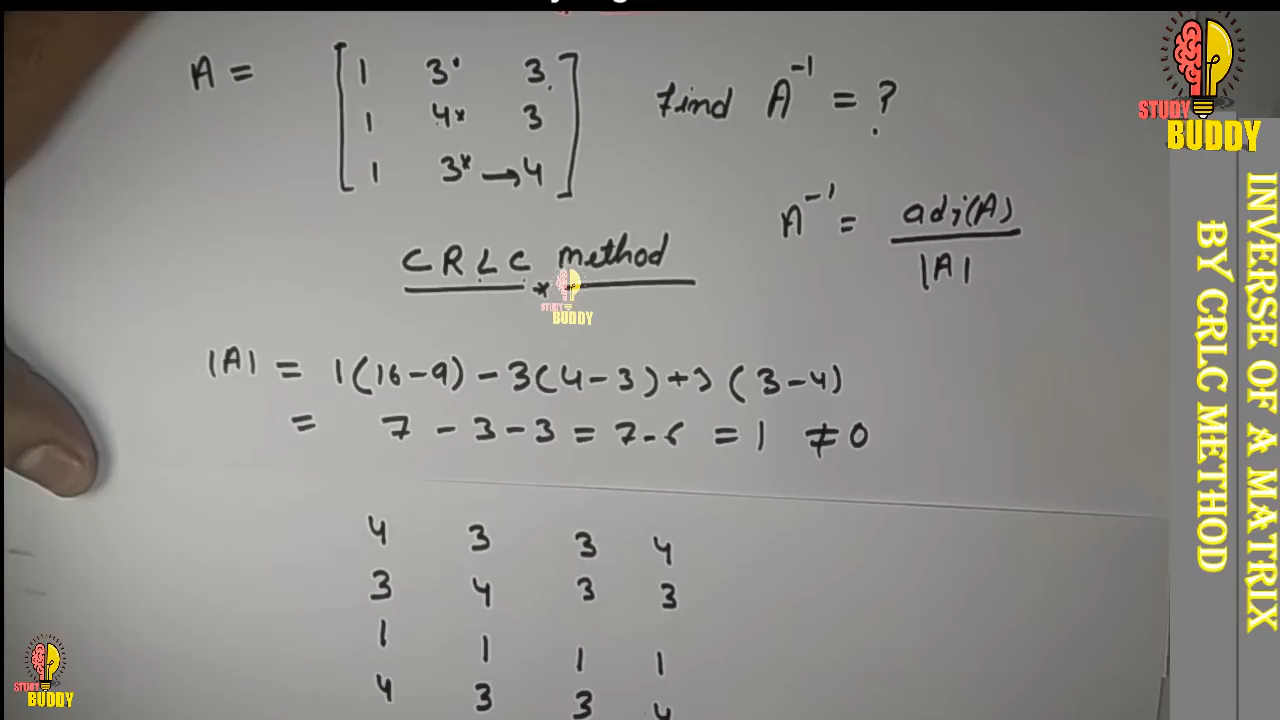 A = [ 1 3 3 ] find A⁻¹ = ?
1 4* 3
1 3* → 4
A⁻¹ = adj(A)
|A|
CRLC method
*
STUDY
BUDDY
|A| = 1(16-9) - 3(4-3) + 3(3-4)
= 7 - 3 - 3 = 7-6 = 1 ≠ 0
4 3 3 4
3 4 3 3
1 1 1 1
4 3 3 4
STUDY
BUDDY
STUDY
BUDDY
INVERSE OF A MATRIX
BY CRLC METHOD